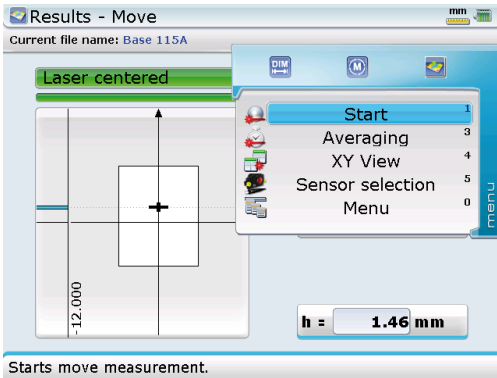 Results - Move
mm
Current file name: Base 115A
DIM
M
Laser centered
Start 1
Averaging 3
XY View 4
Sensor selection 5
Menu 0
menu
-12.000
h = 1.46 mm
Starts move measurement.